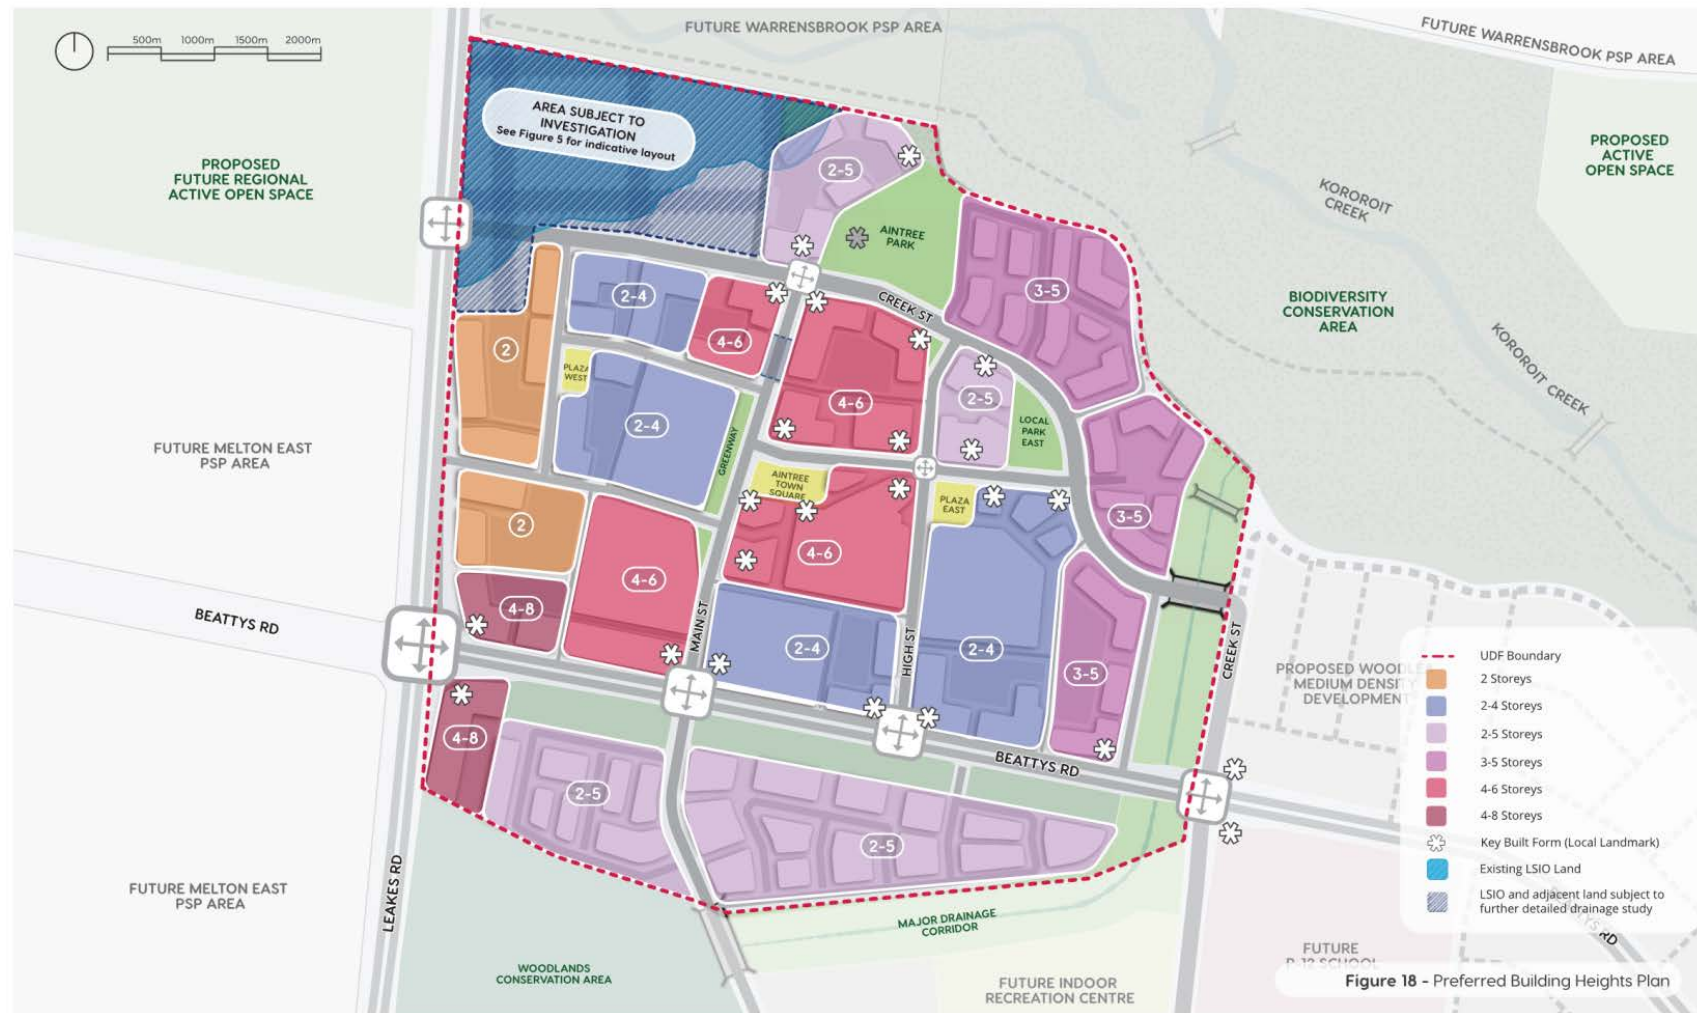 500m 1000m 1500m 2000m
FUTURE WARRENSBROOK PSP AREA
FUTURE WARRENSBROOK PSP AREA
AREA SUBJECT TO
INVESTIGATION
See Figure 5 for indicative layout
PROPOSED
FUTURE REGIONAL
ACTIVE OPEN SPACE
PROPOSED
ACTIVE
OPEN SPACE
KOROROIT
CREEK
2-5
AINTREE
PARK
3-5
BIODIVERSITY
CONSERVATION
AREA
KOROROIT CREEK
2-4
CREEK ST
4-6
2
PLAZA
WEST
2-4
4-6
2-5
LOCAL
PARK
EAST
GREENWAY
FUTURE MELTON EAST
PSP AREA
AINTREE
TOWN
SQUARE
PLAZA
EAST
2
3-5
4-6
4-6
4-8
BEATTYS RD
MAIN ST
2-4
HIGH ST
2-4
3-5
CREEK ST
PROPOSED WOODLEA
MEDIUM DENSITY
DEVELOPMENT
4-8
BEATTYS RD
2-5
2-5
LEAKES RD
FUTURE MELTON EAST
PSP AREA
MAJOR DRAINAGE
CORRIDOR
WOODLANDS
CONSERVATION AREA
FUTURE INDOOR
RECREATION CENTRE
FUTURE
P-12 SCHOOL
UDF Boundary
2 Storeys
2-4 Storeys
2-5 Storeys
3-5 Storeys
4-6 Storeys
4-8 Storeys
Key Built Form (Local Landmark)
Existing LSIO Land
LSIO and adjacent land subject to
further detailed drainage study
RD
Figure 18 - Preferred Building Heights Plan